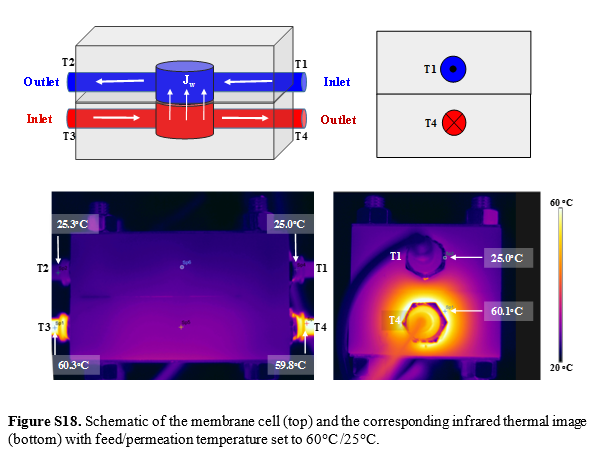 T2
T1
Outlet
Jw
Inlet
Inlet
Outlet
T3
T4
T1
T4
25.3°C
25.0°C
T2
T1
T3
T4
60.3°C
59.8°C
T1
25.0°C
60.1°C
T4
60 °C
20 °C
Figure S18. Schematic of the membrane cell (top) and the corresponding infrared thermal image
(bottom) with feed/permeation temperature set to 60°C/25°C.